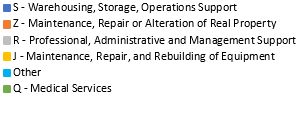 S - Warehousing, Storage, Operations Support
Z - Maintenance, Repair or Alteration of Real Property
R - Professional, Administrative and Management Support
J - Maintenance, Repair, and Rebuilding of Equipment
Other
Q - Medical Services